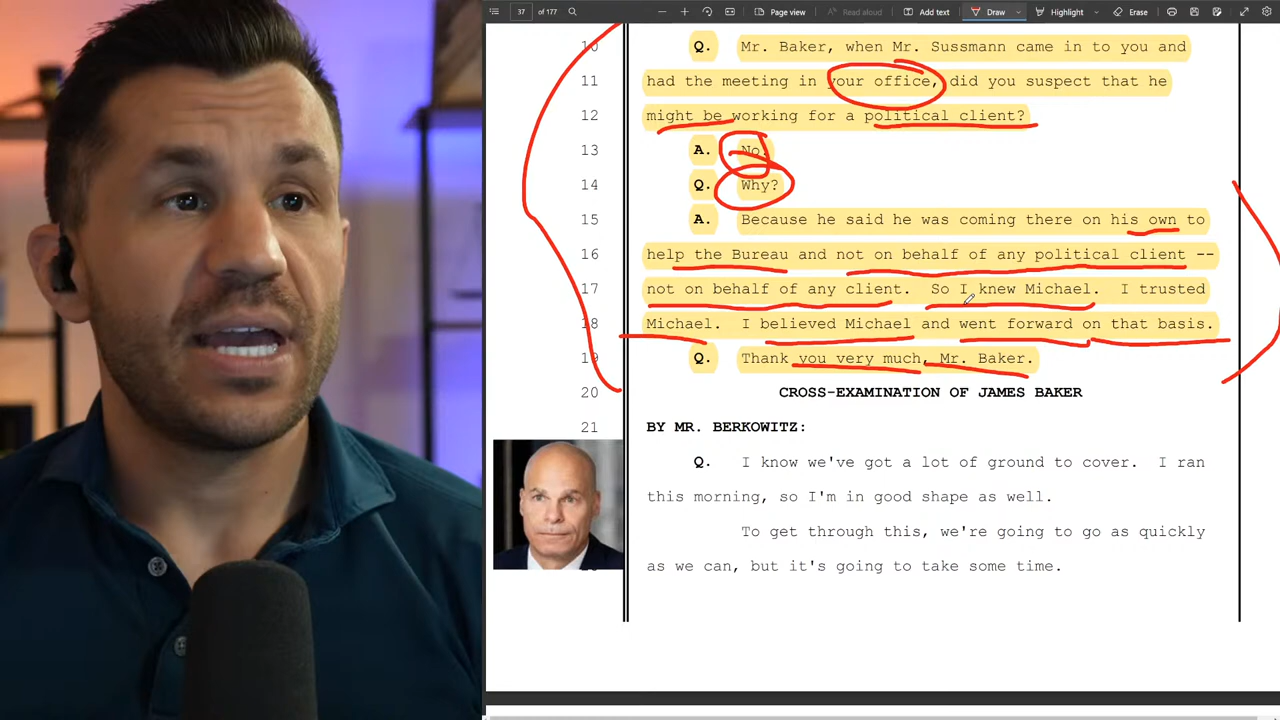 37 of 177
Page view
Read aloud
Add text
Draw
Highlight
Erase
10 Q. Mr. Baker, when Mr. Sussmann came in to you and
11 had the meeting in your office, did you suspect that he
12 might be working for a political client?
13 A. No.
14 Q. Why?
15 A. Because he said he was coming there on his own to
16 help the Bureau and not on behalf of any political client --
17 not on behalf of any client. So I knew Michael. I trusted
18 Michael. I believed Michael and went forward on that basis.
19 Q. Thank you very much, Mr. Baker.
20 CROSS-EXAMINATION OF JAMES BAKER
21 BY MR. BERKOWITZ:
Q. I know we've got a lot of ground to cover. I ran
this morning, so I'm in good shape as well.
To get through this, we're going to go as quickly
as we can, but it's going to take some time.